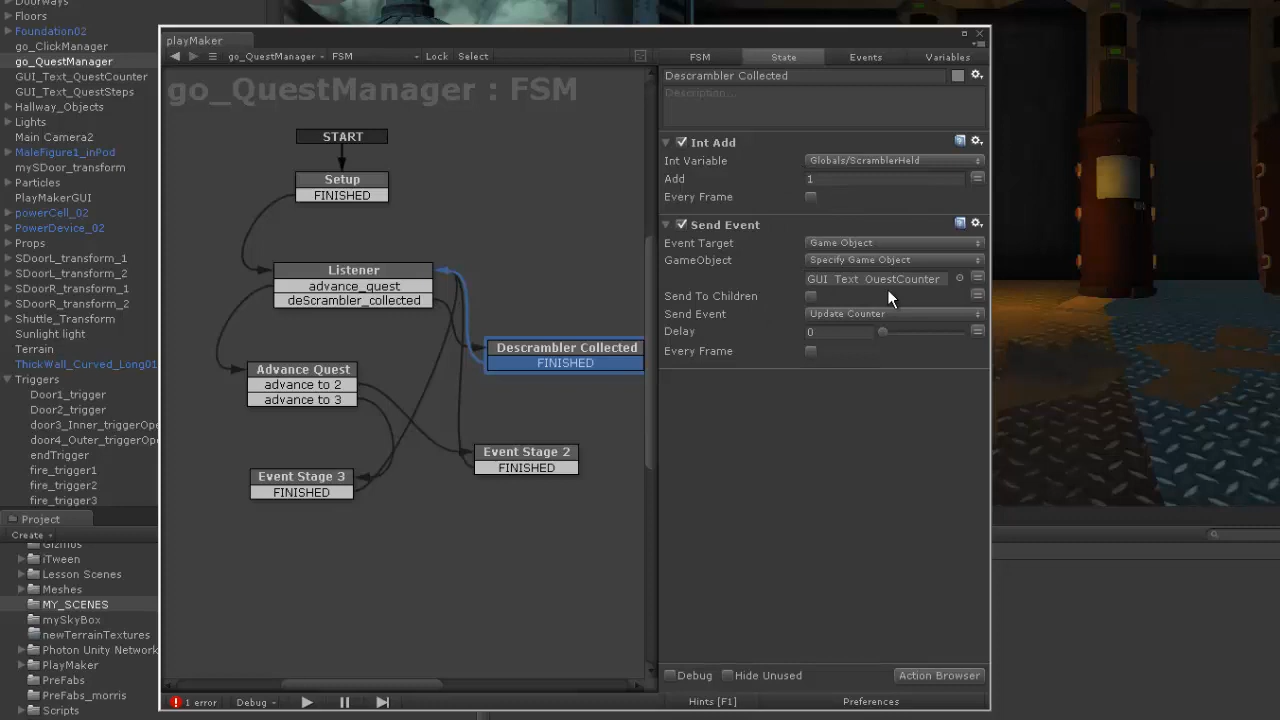 Doorways
Floors
Foundation02
go_ClickManager
go_QuestManager
GUI_Text_QuestCounter
GUI_Text_QuestSteps
Hallway_Objects
Lights
Main Camera2
MaleFigure1_inPod
mySDoor_transform
Particles
PlayMakerGUI
powerCell_02
PowerDevice_02
Props
SDoorL_transform_1
SDoorL_transform_2
SDoorR_transform_1
SDoorR_transform_2
Shuttle_Transform
Sunlight light
Terrain
ThickWall_Curved_Long01
Triggers
Door1_trigger
Door2_trigger
door3_Inner_triggerOpe
door4_Outer_triggerOpe
endTrigger
fire_trigger1
fire_trigger2
fire_trigger3
Project
Create
Gizmos
iTween
Lesson Scenes
Meshes
MY_SCENES
mySkyBox
newTerrainTextures
Photon Unity Network
PlayMaker
PreFabs
PreFabs_morris
Scripts
playMaker
go_QuestManager FSM Lock Select
go_QuestManager : FSM
START
Setup
FINISHED
Listener
advance_quest
deScrambler_collected
Descrambler Collected
FINISHED
Advance Quest
advance to 2
advance to 3
Event Stage 2
FINISHED
Event Stage 3
FINISHED
1 error Debug
FSM State Events Variables
Descrambler Collected
Description...
Int Add
Int Variable Globals/ScramblerHeld
Add 1
Every Frame
Send Event
Event Target Game Object
GameObject Specify Game Object
GUI_Text_QuestCounter
Send To Children
Send Event Update Counter
Delay 0
Every Frame
Debug Hide Unused Action Browser
Hints [F1] Preferences